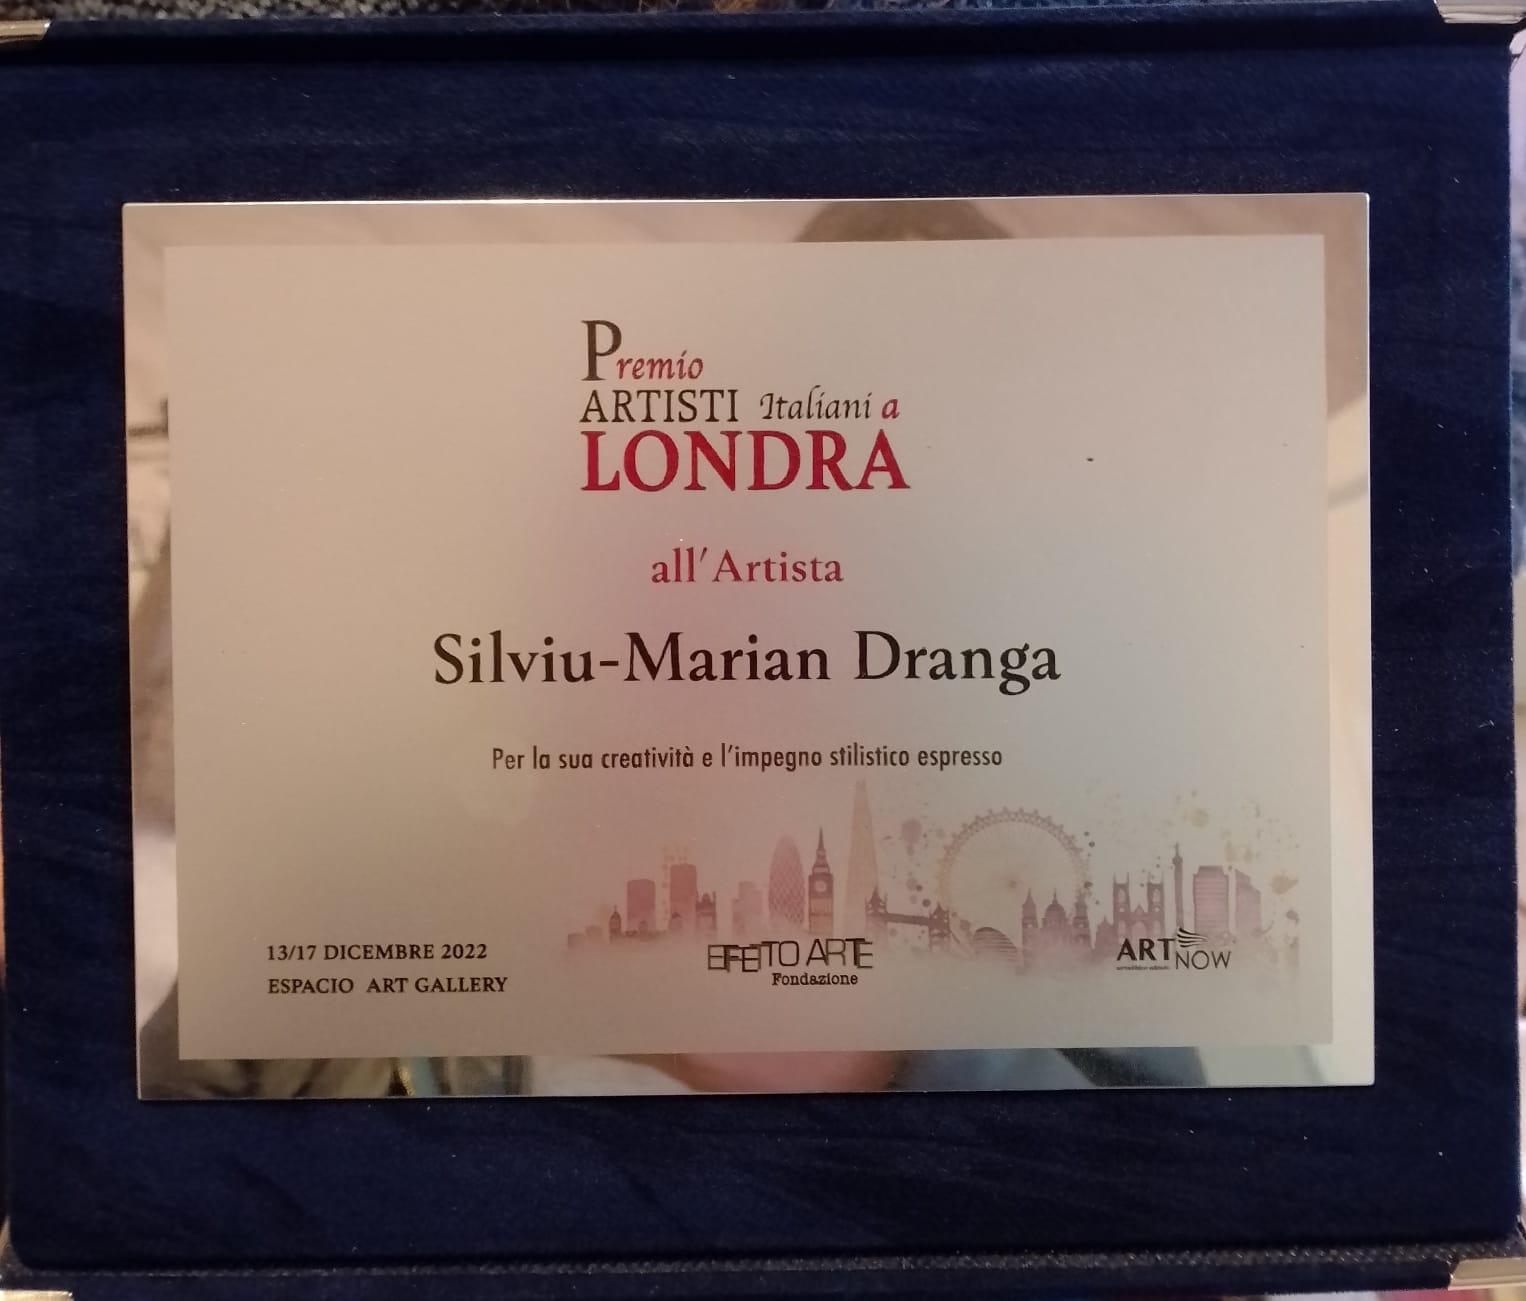 Premio
ARTISTI Italiani a
LONDRA
all'Artista
Silviu-Marian Dranga
Per la sua creatività e l'impegno stilistico espresso
13/17 DICEMBRE 2022
ESPACIO ART GALLERY
EFFETTO ARTE
Fondazione
ART
NOW